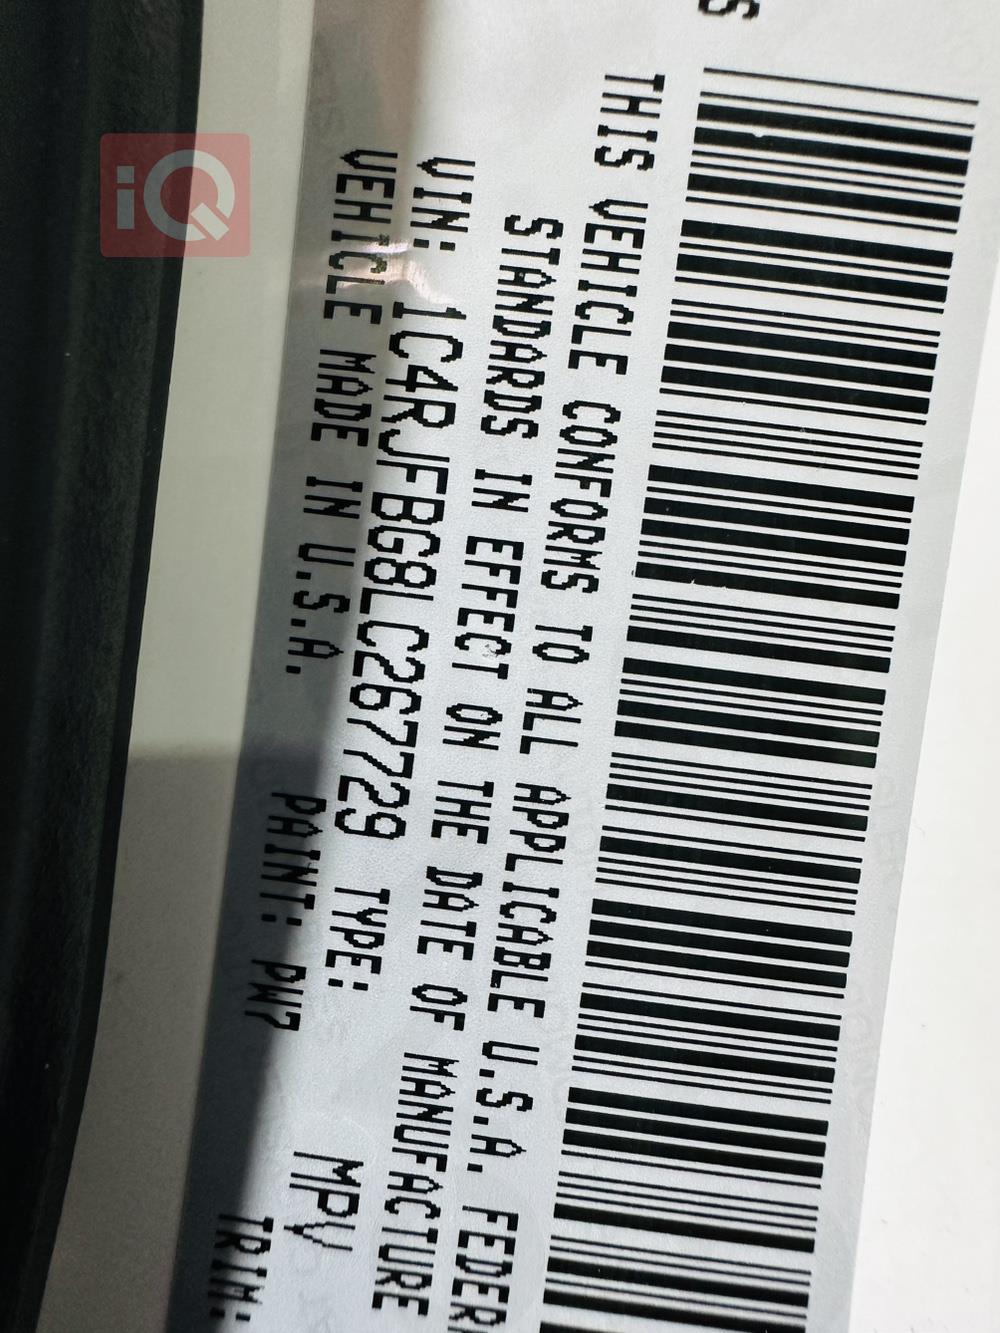 THIS VEHICLE CONFORMS TO ALL APPLICABLE U.S.A. FEDER
STANDARDS IN EFFECT ON THE DATE OF MANUFACTURE
VIN: 1C4RJFBG8LC267729 TYPE: MPV
VEHICLE MADE IN U.S.A. PAINT: PW7 TRIM:
iQ